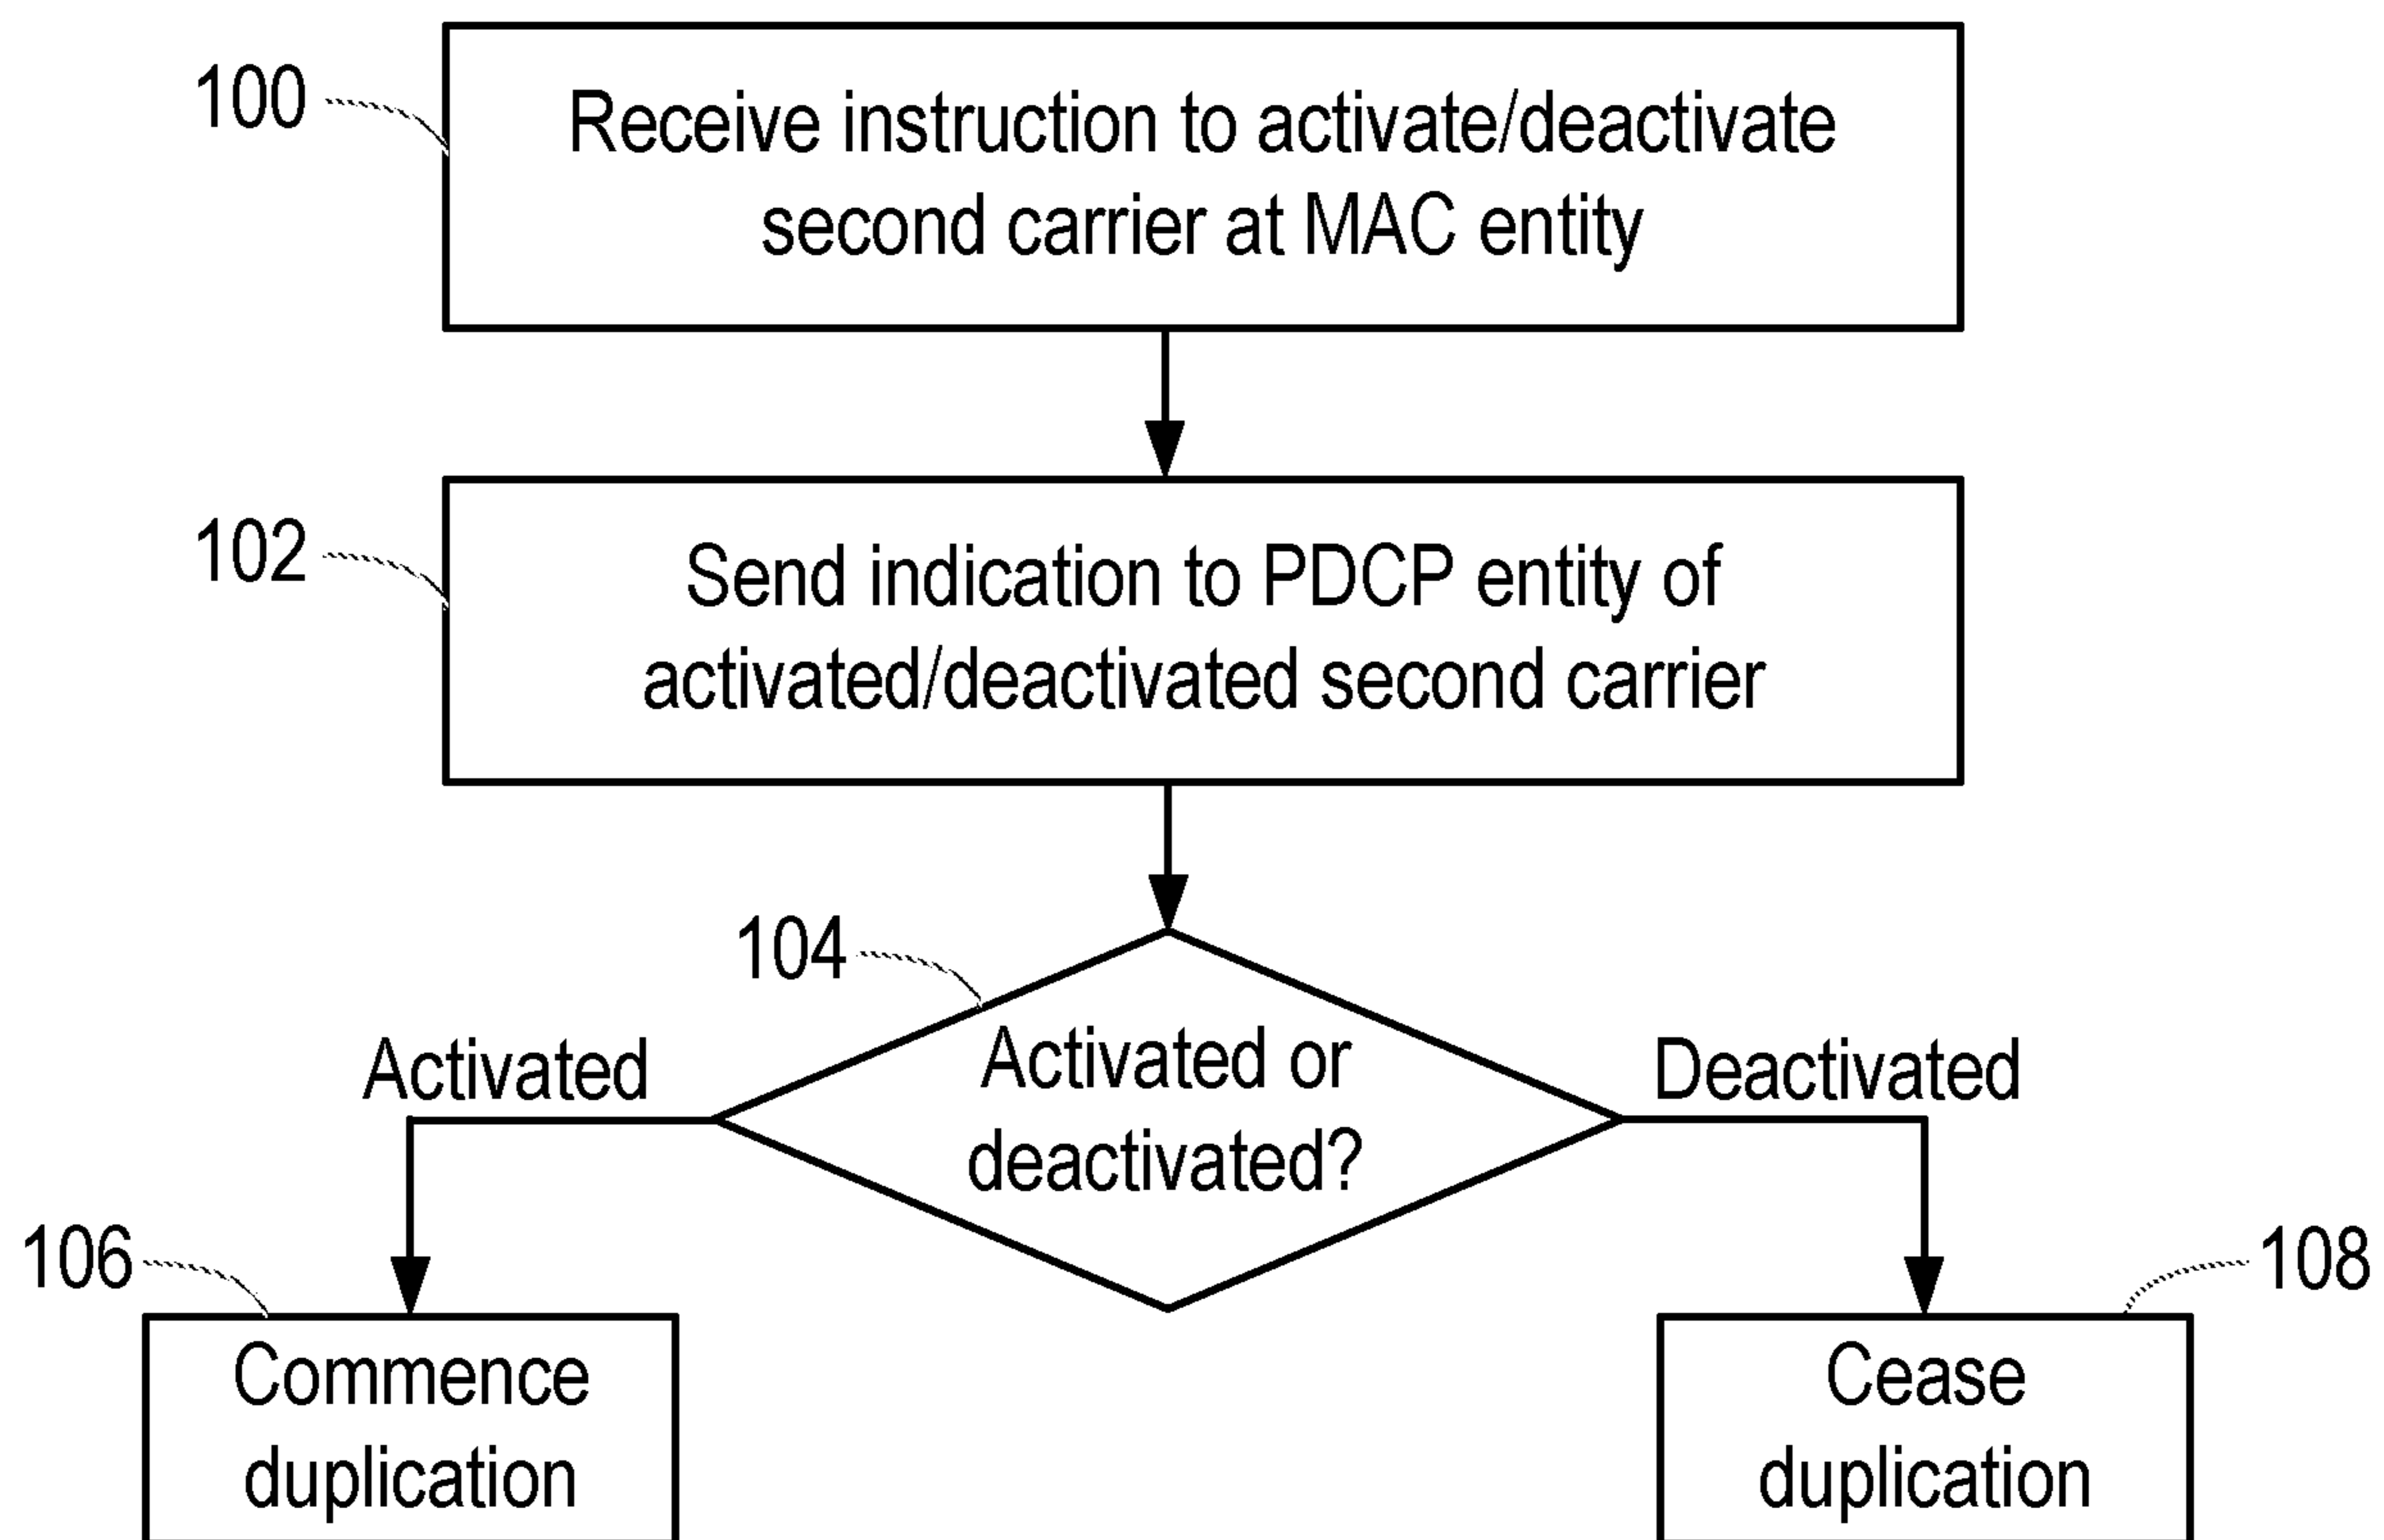 100
Receive instruction to activate/deactivate
second carrier at MAC entity
102
Send indication to PDCP entity of
activated/deactivated second carrier
104
Activated or
deactivated?
Activated
Deactivated
106
108
Commence
duplication
Cease
duplication